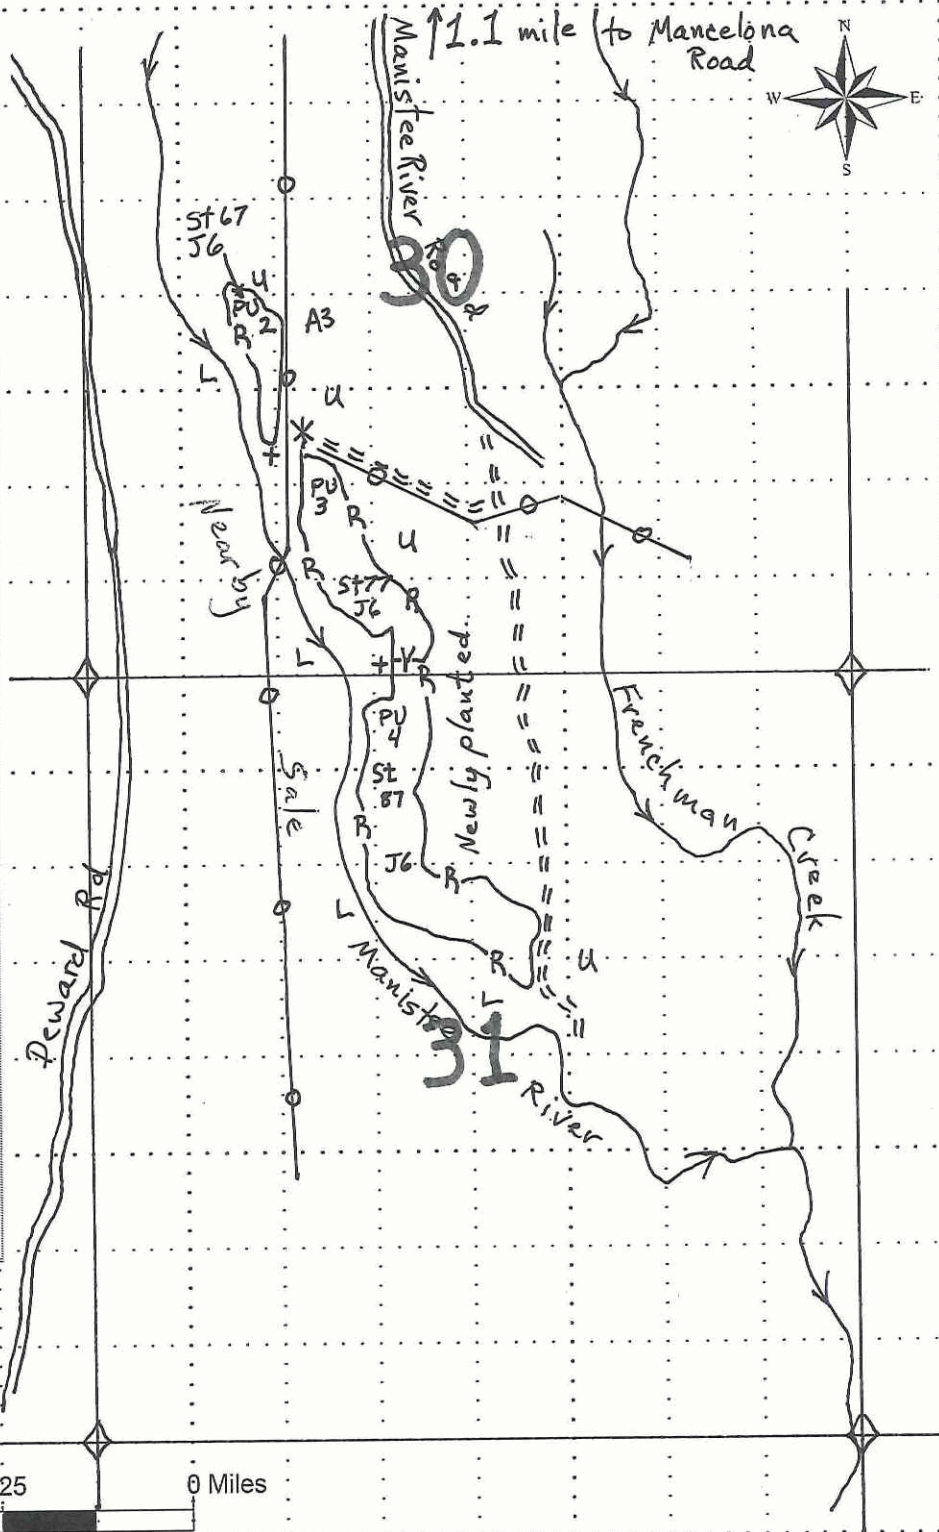 1.1 mile to Mancelona
Road
N
W E
S
Manistee River Road
30
St 67
J6
U
PU
2
R
A3
L
U
PU
3
R
U
R
St 77
J6
R
Nearby
L
R
PU
4
St
87
Newly planted
R
J6
R
Sale
L
R
U
L
Frenchman Creek
Deward Rd
Manistee River
31
25 0 Miles